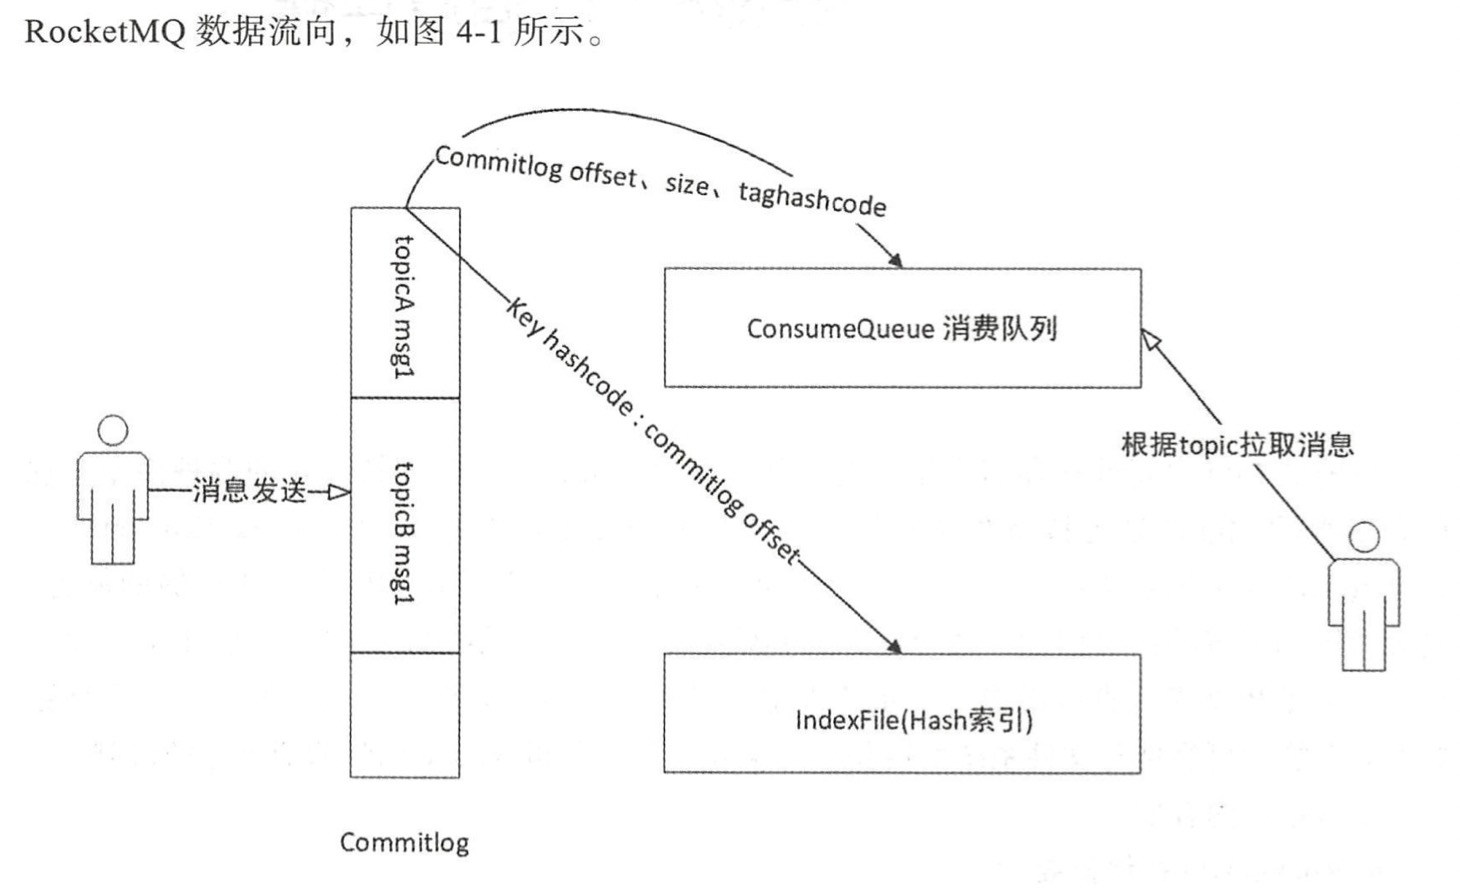 RocketMQ 数据流向，如图 4-1 所示。
Commitlog offset、size、taghashcode
topicA msg1
Key hashcode : commitlog offset
ConsumeQueue 消费队列
根据topic拉取消息
消息发送
topicB msg1
IndexFile(Hash索引)
Commitlog